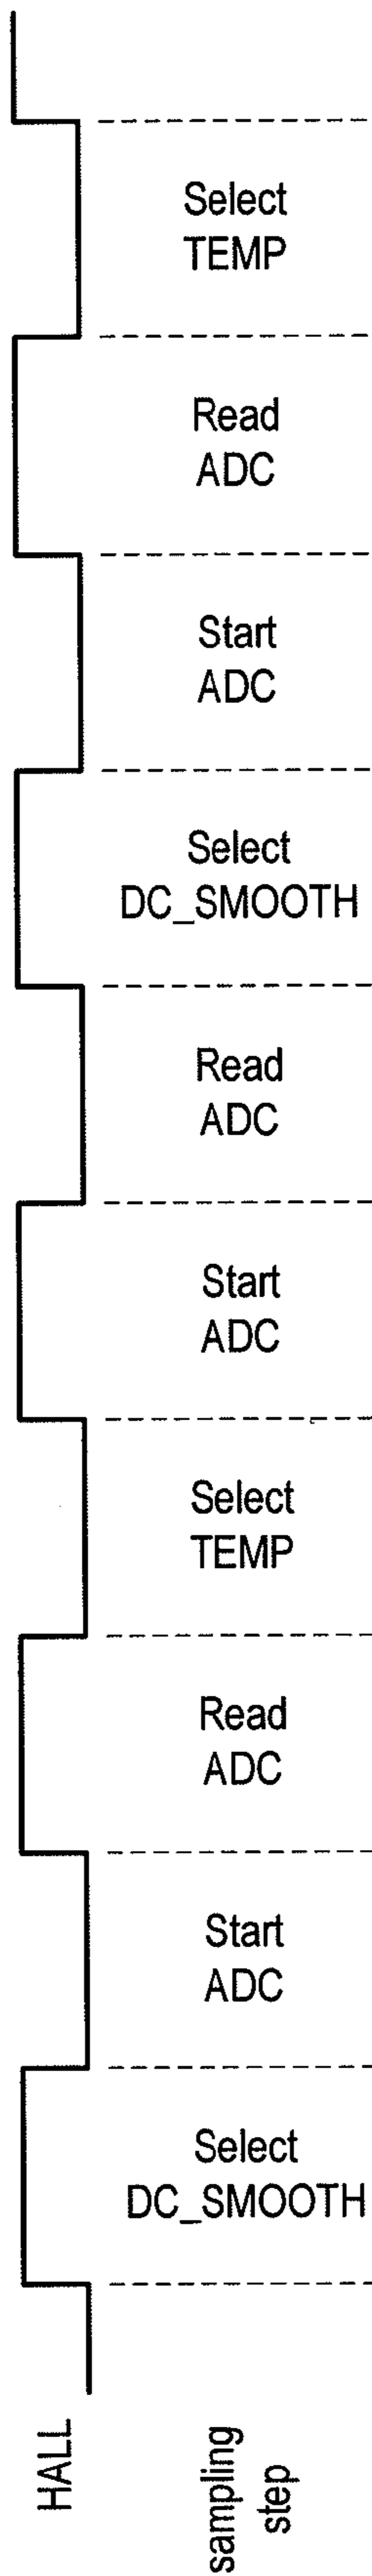 Select
TEMP
Read
ADC
Start
ADC
Select
DC_SMOOTH
Read
ADC
Start
ADC
Select
TEMP
Read
ADC
Start
ADC
Select
DC_SMOOTH
HALL
sampling
step